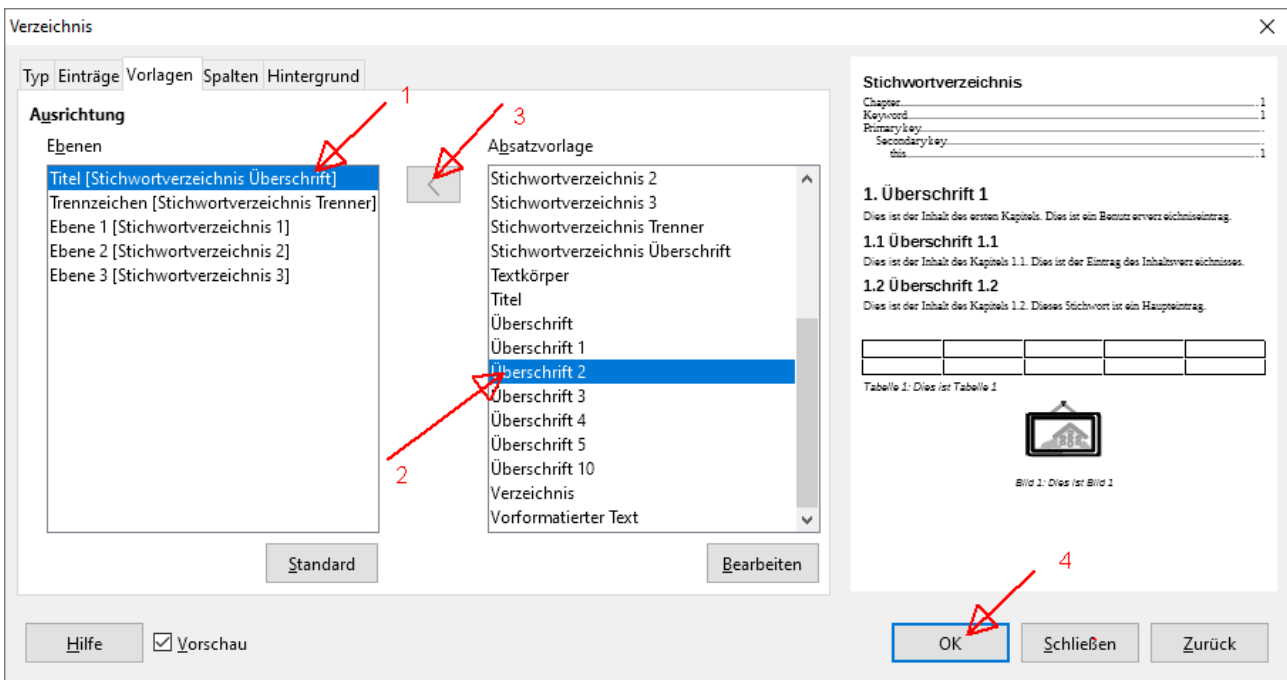 Verzeichnis
Typ Einträge Vorlagen Spalten Hintergrund
1
3
Ausrichtung
Ebenen
Titel [Stichwortverzeichnis Überschrift]
Trennzeichen [Stichwortverzeichnis Trenner]
Ebene 1 [Stichwortverzeichnis 1]
Ebene 2 [Stichwortverzeichnis 2]
Ebene 3 [Stichwortverzeichnis 3]
Standard
<
Absatzvorlage
Stichwortverzeichnis 2
Stichwortverzeichnis 3
Stichwortverzeichnis Trenner
Stichwortverzeichnis Überschrift
Textkörper
Titel
Überschrift
Überschrift 1
Überschrift 2
Überschrift 3
Überschrift 4
Überschrift 5
Überschrift 10
Verzeichnis
Vorformatierter Text
2
Bearbeiten
Stichwortverzeichnis
Chapter 1
Keyword 1
Primary key
Secondary key
this 1
1. Überschrift 1
Dies ist der Inhalt des ersten Kapitels. Dies ist ein Benutzerverzeichniseintrag.
1.1 Überschrift 1.1
Dies ist der Inhalt des Kapitels 1.1. Dies ist der Eintrag des Inhaltsverzeichnisses.
1.2 Überschrift 1.2
Dies ist der Inhalt des Kapitels 1.2. Dieses Stichwort ist ein Haupteintrag.
Tabelle 1: Dies ist Tabelle 1
Bild 1: Dies ist Bild 1
4
Hilfe
Vorschau
OK
Schließen
Zurück